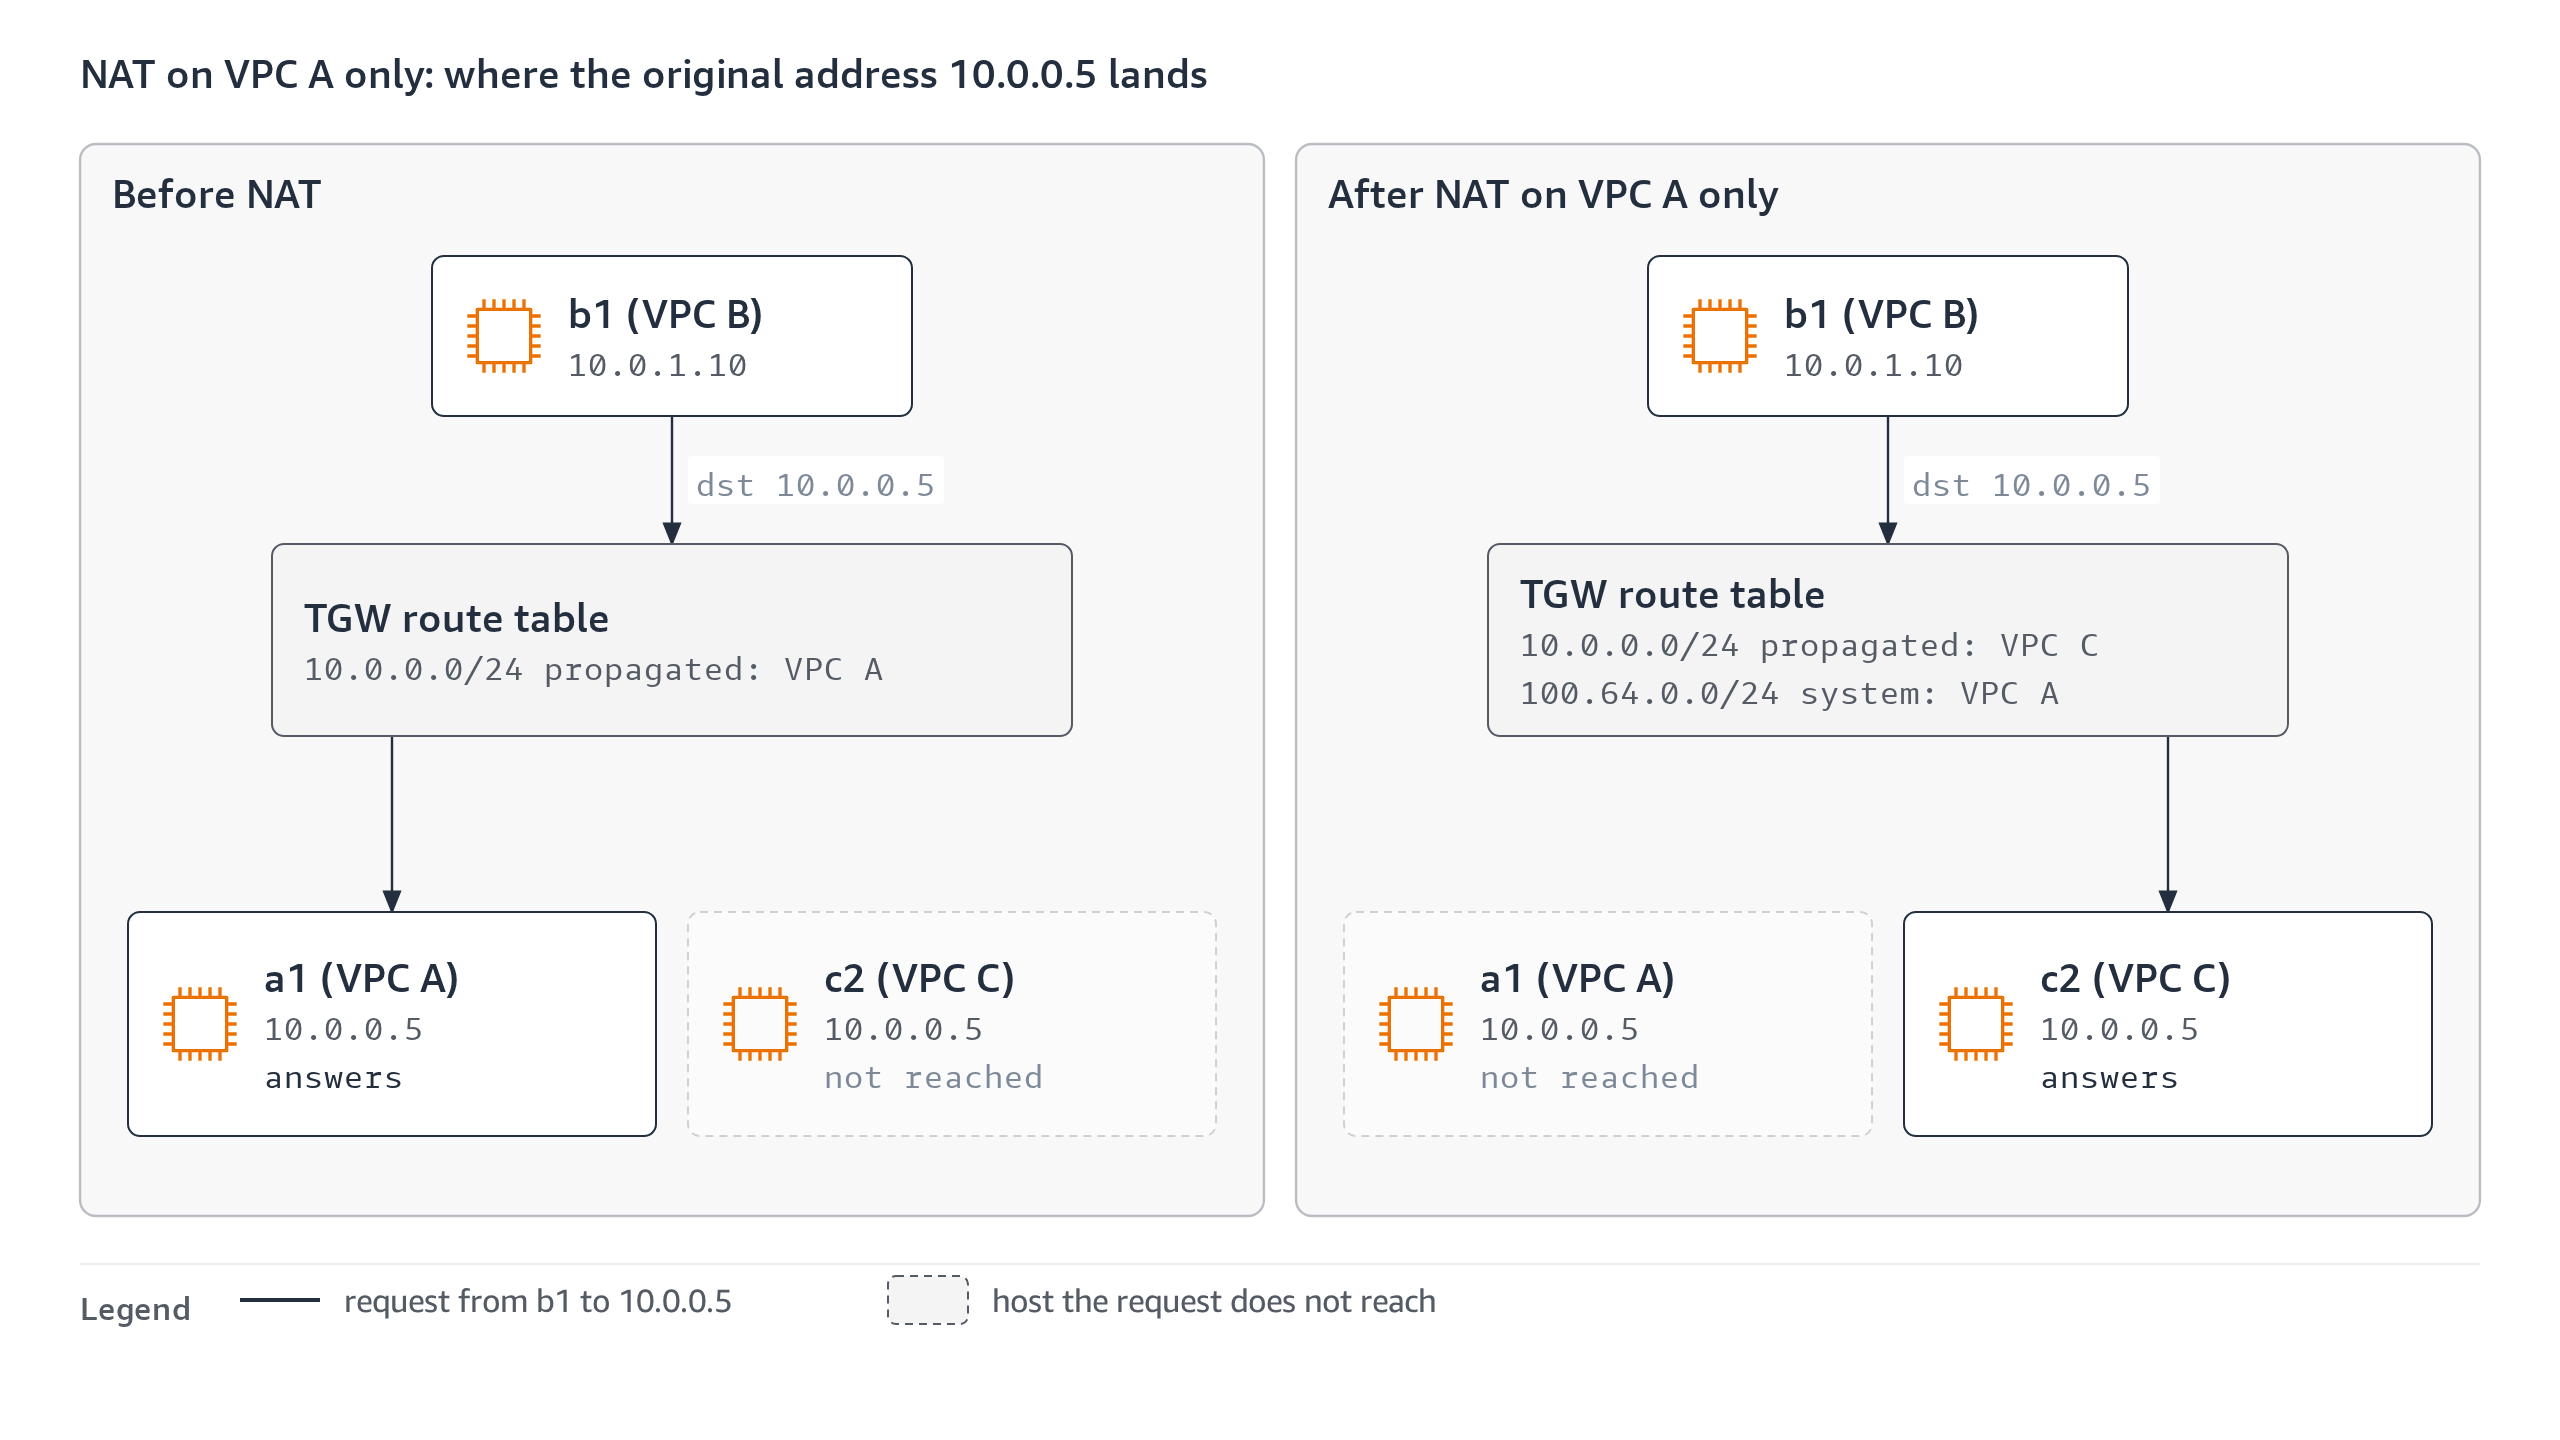 NAT on VPC A only: where the original address 10.0.0.5 lands
Before NAT
b1 (VPC B)
10.0.1.10
dst 10.0.0.5
TGW route table
10.0.0.0/24 propagated: VPC A
a1 (VPC A)
10.0.0.5
answers
c2 (VPC C)
10.0.0.5
not reached
After NAT on VPC A only
b1 (VPC B)
10.0.1.10
dst 10.0.0.5
TGW route table
10.0.0.0/24 propagated: VPC C
100.64.0.0/24 system: VPC A
a1 (VPC A)
10.0.0.5
not reached
c2 (VPC C)
10.0.0.5
answers
Legend
request from b1 to 10.0.0.5
host the request does not reach